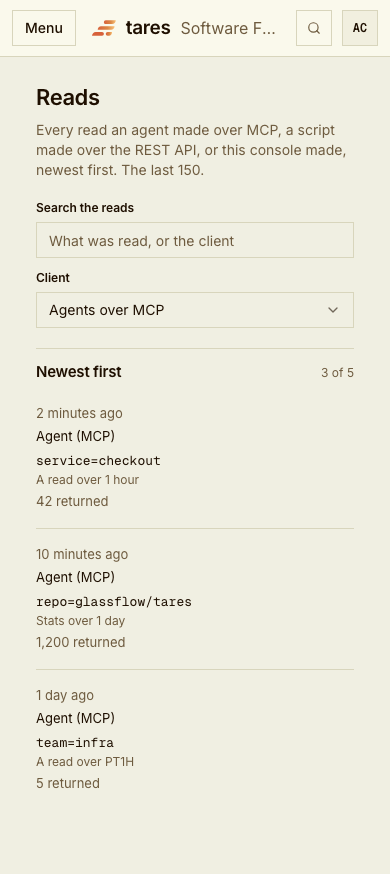 Menu
tares
Software F...
AC
Reads
Every read an agent made over MCP, a script
made over the REST API, or this console made,
newest first. The last 150.
Search the reads
What was read, or the client
Client
Agents over MCP
Newest first
3 of 5
2 minutes ago
Agent (MCP)
service=checkout
A read over 1 hour
42 returned
10 minutes ago
Agent (MCP)
repo=glassflow/tares
Stats over 1 day
1,200 returned
1 day ago
Agent (MCP)
team=infra
A read over PT1H
5 returned